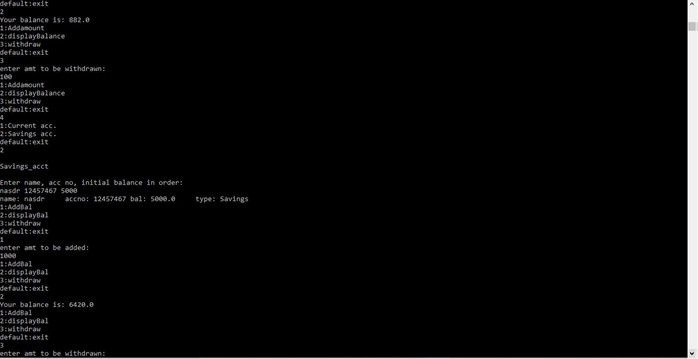 default:exit
2
Your balance is: 882.0
1:Addamount
2:displayBalance
3:withdraw
default:exit
3
enter amt to be withdrawn:
100
1:Addamount
2:displayBalance
3:withdraw
default:exit
4
1:Current acc.
2:Savings acc.
default:exit
2
Savings_acct
Enter name, acc no, initial balance in order:
nasdr 12457467 5000
name: nasdr     accno: 12457467 bal: 5000.0     type: Savings
1:AddBal
2:displayBal
3:withdraw
default:exit
1
enter amt to be added:
1000
1:AddBal
2:displayBal
3:withdraw
default:exit
2
Your balance is: 6420.0
1:AddBal
2:displayBal
3:withdraw
default:exit
3
enter amt to be withdrawn: